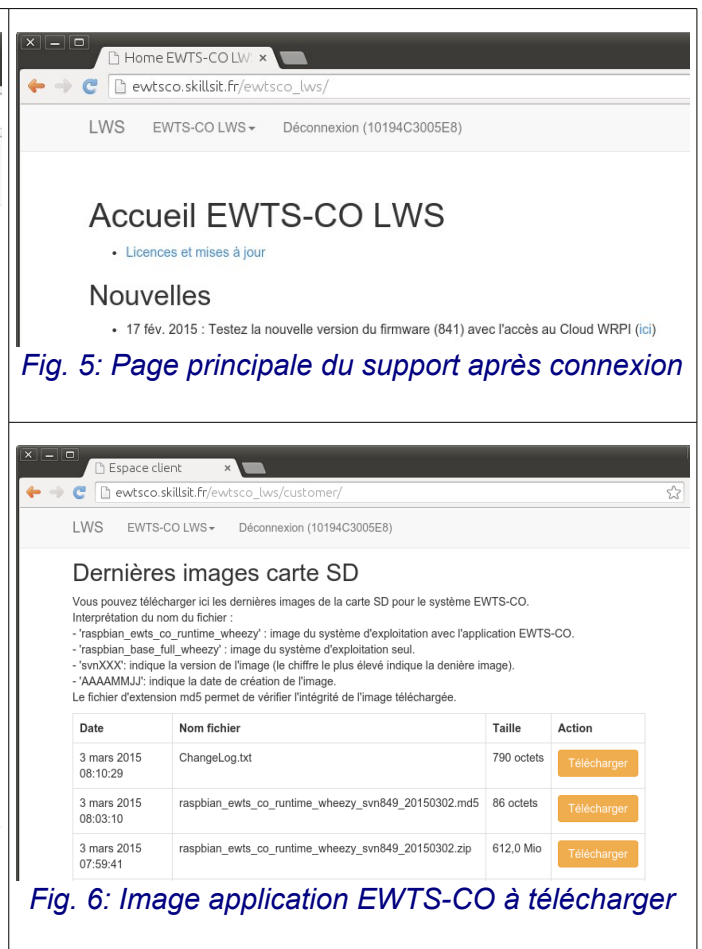 Home EWTS-CO LW
ewtsco.skillsit.fr/ewtsco_lws/
LWS EWTS-CO LWS Déconnexion (10194C3005E8)
Accueil EWTS-CO LWS
• Licences et mises à jour
Nouvelles
• 17 fév. 2015 : Testez la nouvelle version du firmware (841) avec l'accès au Cloud WRPI (ici)
Fig. 5: Page principale du support après connexion
Espace client
ewtsco.skillsit.fr/ewtsco_lws/customer/
LWS EWTS-CO LWS Déconnexion (10194C3005E8)
Dernières images carte SD
Vous pouvez télécharger ici les dernières images de la carte SD pour le système EWTS-CO.
Interprétation du nom du fichier :
- 'raspbian_ewts_co_runtime_wheezy' : image du système d'exploitation avec l'application EWTS-CO.
- 'raspbian_base_full_wheezy' : image du système d'exploitation seul.
- 'svnXXX': indique la version de l'image (le chiffre le plus élevé indique la denière image).
- 'AAAAMMJJ': indique la date de création de l'image.
Le fichier d'extension md5 permet de vérifier l'intégrité de l'image téléchargée.
Date Nom fichier Taille Action
3 mars 2015 08:10:29 ChangeLog.txt 790 octets Télécharger
3 mars 2015 08:03:10 raspbian_ewts_co_runtime_wheezy_svn849_20150302.md5 86 octets Télécharger
3 mars 2015 07:59:41 raspbian_ewts_co_runtime_wheezy_svn849_20150302.zip 612,0 Mio Télécharger
Fig. 6: Image application EWTS-CO à télécharger